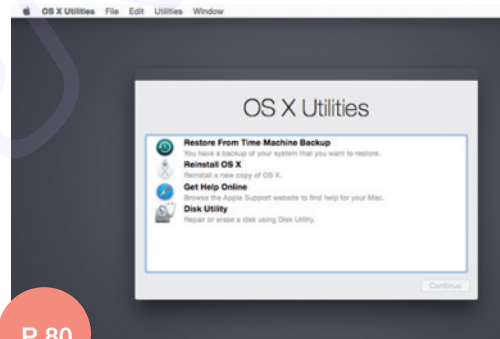 OS X Utilities File Edit Utilities Window
OS X Utilities
Restore From Time Machine Backup
You have a backup of your system that you want to restore.
Reinstall OS X
Reinstall a new copy of OS X.
Get Help Online
Browse the Apple Support website to find help for your Mac.
Disk Utility
Repair or erase a disk using Disk Utility.
Continue
P.80